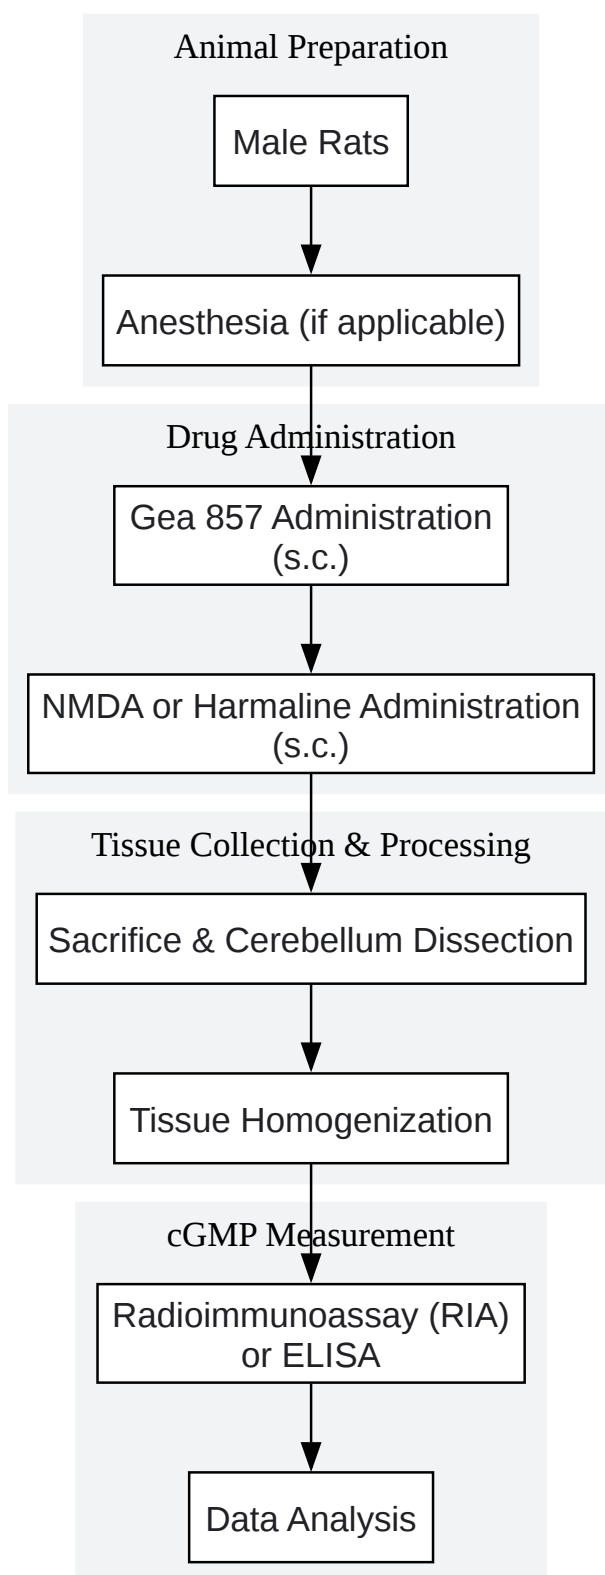 Animal Preparation
Male Rats
Anesthesia (if applicable)
Drug Administration
Gea 857 Administration
(s.c.)
NMDA or Harmaline Administration
(s.c.)
Tissue Collection & Processing
Sacrifice & Cerebellum Dissection
Tissue Homogenization
cGMP Measurement
Radioimmunoassay (RIA)
or ELISA
Data Analysis